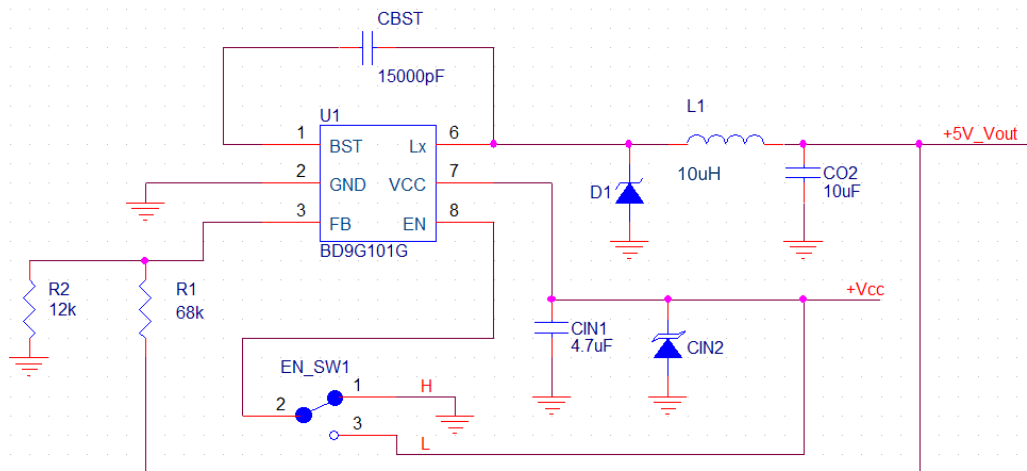 CBST
15000pF
U1
1
BST
Lx
6
2
GND
VCC
7
3
FB
EN
8
BD9G101G
L1
10uH
+5V_Vout
D1
CO2
10uF
R2
12k
R1
68k
+Vcc
CIN1
4.7uF
CIN2
EN_SW1
1
H
2
3
L